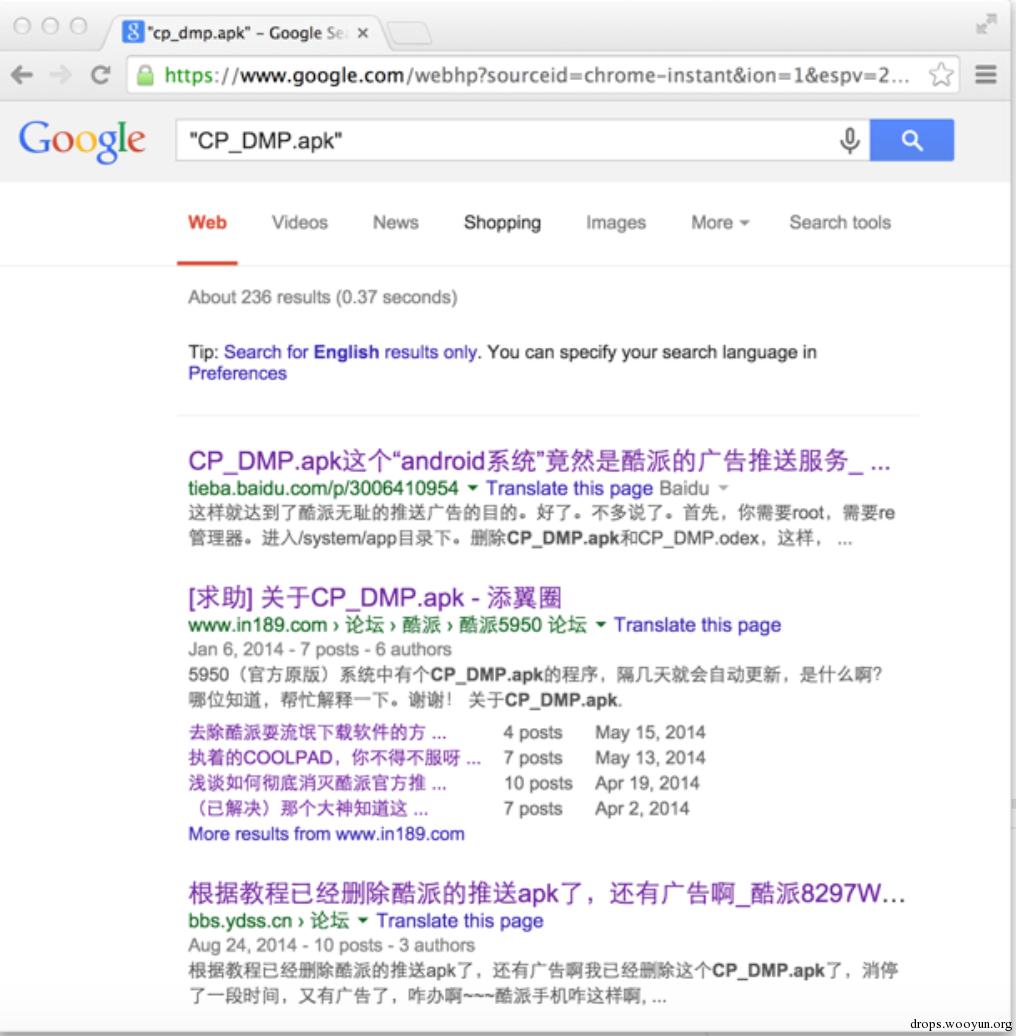 "cp_dmp.apk" - Google Se
https://www.google.com/webhp?sourceid=chrome-instant&ion=1&espv=2...
Google
"CP_DMP.apk"
Web Videos News Shopping Images More Search tools
About 236 results (0.37 seconds)
Tip: Search for English results only. You can specify your search language in
Preferences
CP_DMP.apk这个“android系统”竟然是酷派的广告推送服务_ ...
tieba.baidu.com/p/3006410954 Translate this page Baidu
这样就达到了酷派无耻的推送广告的目的。好了。不多说了。首先，你需要root，需要re
管理器。进入/system/app目录下。删除CP_DMP.apk和CP_DMP.odex，这样， ...
[求助] 关于CP_DMP.apk - 添翼圈
www.in189.com › 论坛 › 酷派 › 酷派5950 论坛 Translate this page
Jan 6, 2014 - 7 posts - 6 authors
5950（官方原版）系统中有个CP_DMP.apk的程序，隔几天就会自动更新，是什么啊？
哪位知道，帮忙解释一下。谢谢！ 关于CP_DMP.apk.
去除酷派耍流氓下载软件的方 ... 4 posts May 15, 2014
执着的COOLPAD，你不得不服呀 ... 7 posts May 13, 2014
浅谈如何彻底消灭酷派官方推 ... 10 posts Apr 19, 2014
（已解决）那个大神知道这 ... 7 posts Apr 2, 2014
More results from www.in189.com
根据教程已经删除酷派的推送apk了，还有广告啊_酷派8297W...
bbs.ydss.cn › 论坛 Translate this page
Aug 24, 2014 - 10 posts - 3 authors
根据教程已经删除酷派的推送apk了，还有广告啊我已经删除这个CP_DMP.apk了，消停
了一段时间，又有广告了，咋办啊~~~酷派手机咋这样啊, ...
drops.wooyun.org